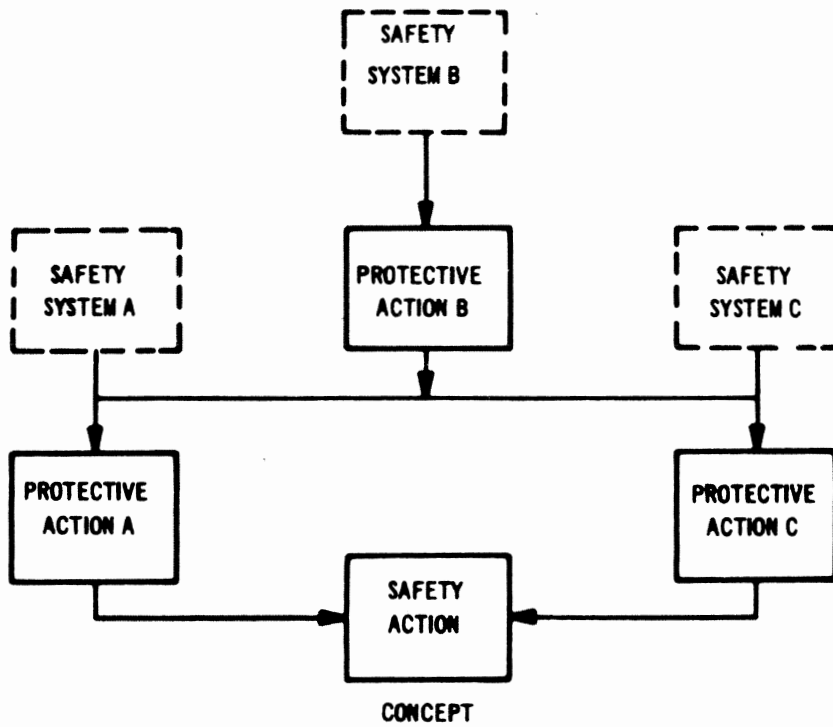 SAFETY
SYSTEM B
SAFETY
SYSTEM A
PROTECTIVE
ACTION B
SAFETY
SYSTEM C
PROTECTIVE
ACTION A
SAFETY
ACTION
PROTECTIVE
ACTION C
CONCEPT